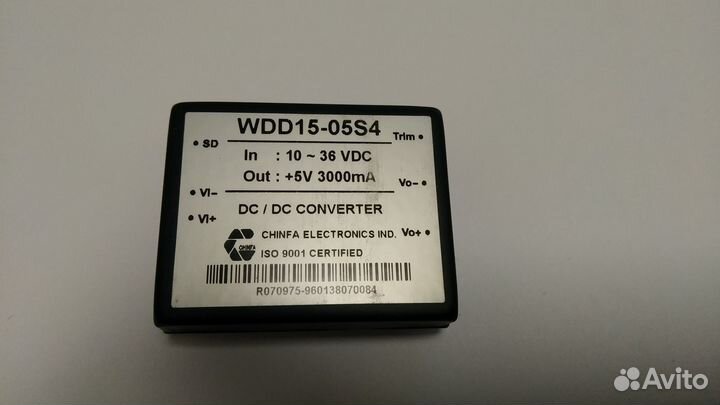 WDD15-05S4
SD
Trim
In : 10 ~ 36 VDC
Out : +5V 3000mA
VI-
Vo-
VI+
DC / DC CONVERTER
CHINFA
CHINFA ELECTRONICS IND.
Vo+
ISO 9001 CERTIFIED
R070975-960138070084
Avito